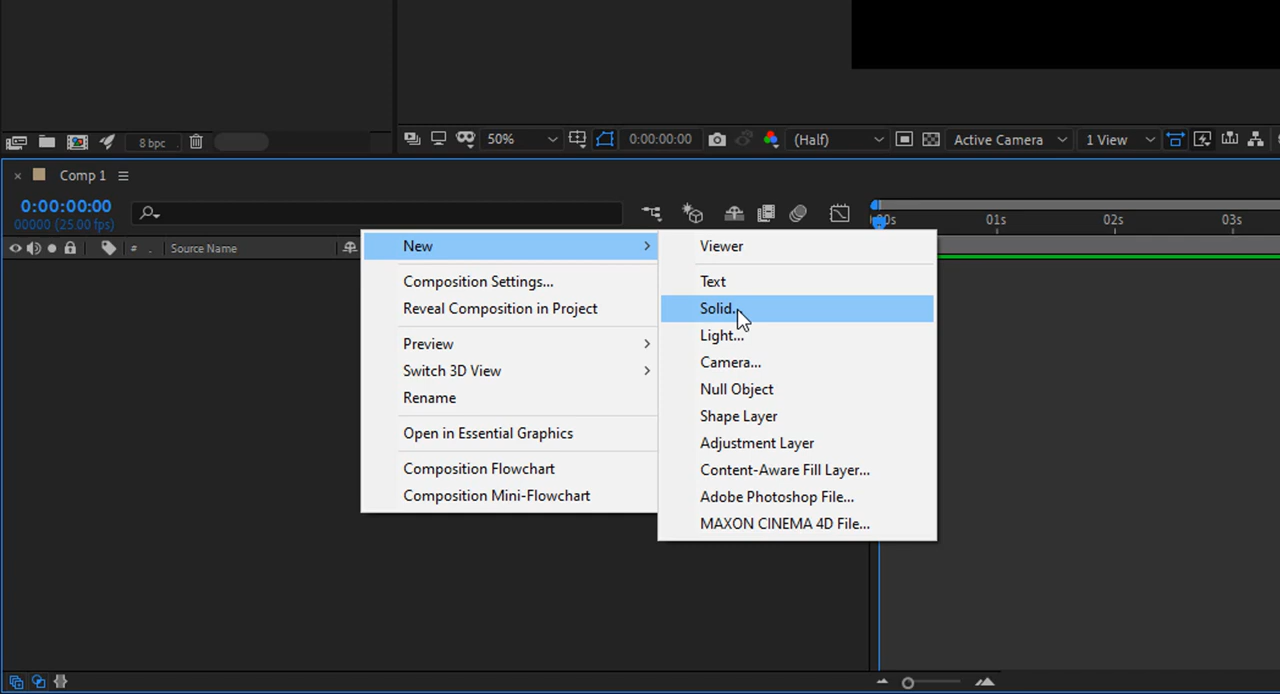 8 bpc
50%
0:00:00:00
(Half)
Active Camera
1 View
Comp 1
0:00:00:00
00000 (25.00 fps)
:00s
01s
02s
03s
#
Source Name
New
Composition Settings...
Reveal Composition in Project
Preview
Switch 3D View
Rename
Open in Essential Graphics
Composition Flowchart
Composition Mini-Flowchart
Viewer
Text
Solid...
Light...
Camera...
Null Object
Shape Layer
Adjustment Layer
Content-Aware Fill Layer...
Adobe Photoshop File...
MAXON CINEMA 4D File...